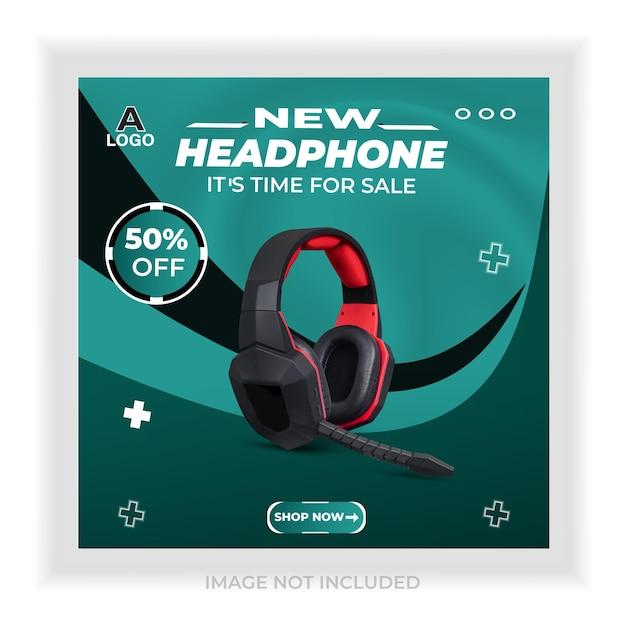 A
LOGO
NEW
HEADPHONE
IT'S TIME FOR SALE
50%
OFF
SHOP NOW
IMAGE NOT INCLUDED